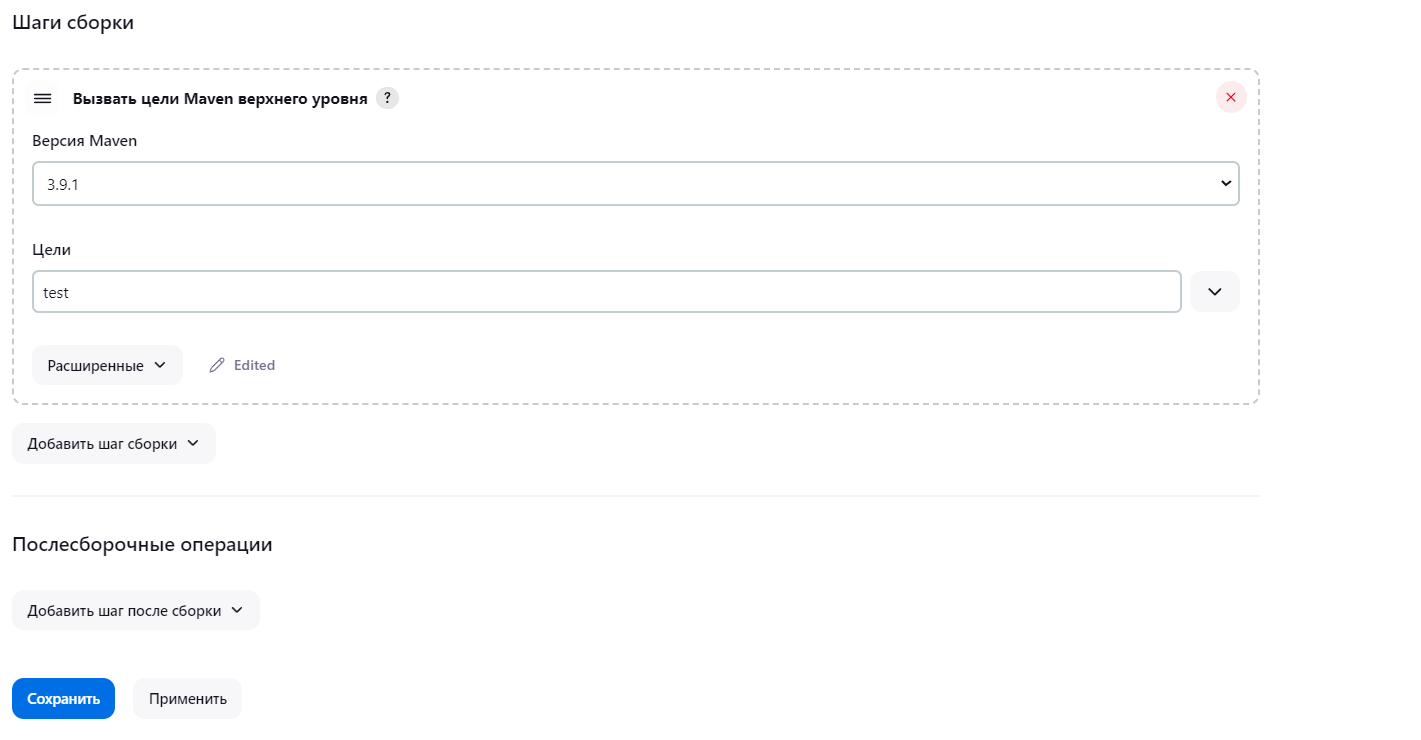 Шаги сборки
Вызвать цели Maven верхнего уровня ?
Версия Maven
3.9.1
Цели
test
Расширенные
Edited
Добавить шаг сборки
Послесборочные операции
Добавить шаг после сборки
Сохранить
Применить